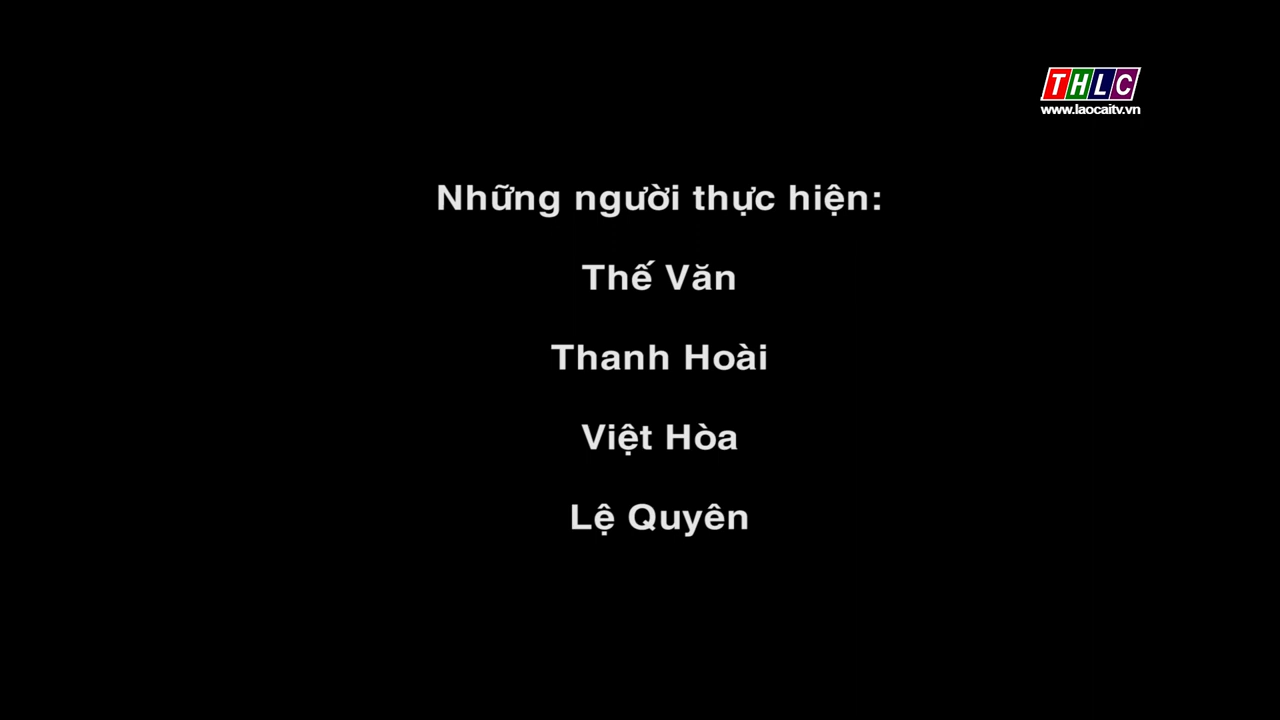 THLC
www.laocaitv.vn
Những người thực hiện:
Thế Văn
Thanh Hoài
Việt Hòa
Lệ Quyên